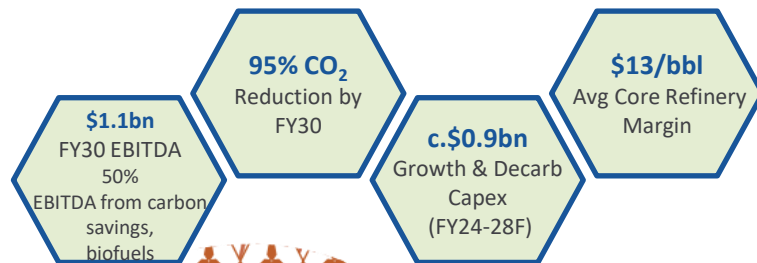 $1.1bn
FY30 EBITDA
50%
EBITDA from carbon
savings,
biofuels
95% CO₂
Reduction by
FY30
c.$0.9bn
Growth & Decarb
Capex
(FY24-28F)
$13/bbl
Avg Core Refinery
Margin